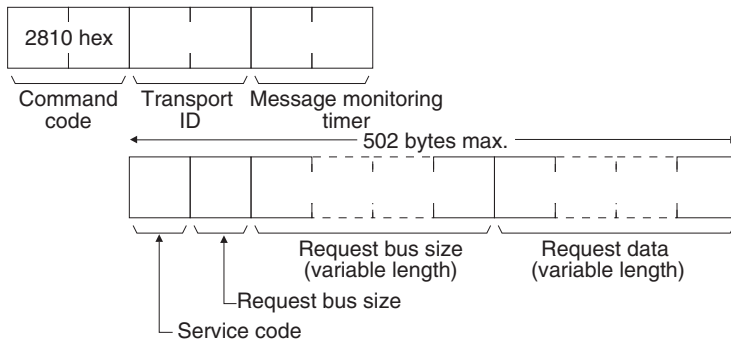 2810 hex
Command code
Transport ID
Message monitoring timer
502 bytes max.
Request bus size (variable length)
Request data (variable length)
Request bus size
Service code